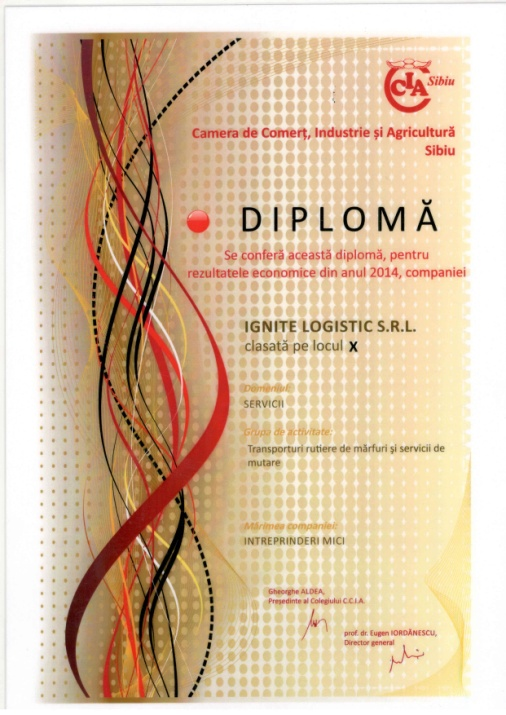 CCIA Sibiu
Camera de Comerț, Industrie și Agricultură
Sibiu
DIPLOMĂ
Se conferă această diplomă, pentru
rezultatele economice din anul 2014, companiei
IGNITE LOGISTIC S.R.L.
clasată pe locul X
Domeniul:
SERVICII
Grupa de activitate:
Transporturi rutiere de mărfuri și servicii de
mutare
Mărimea companiei:
INTREPRINDERI MICI
Gheorghe ALDEA,
Președinte al Colegiului C.C.I.A.
prof. dr. Eugen IORDĂNESCU,
Director general